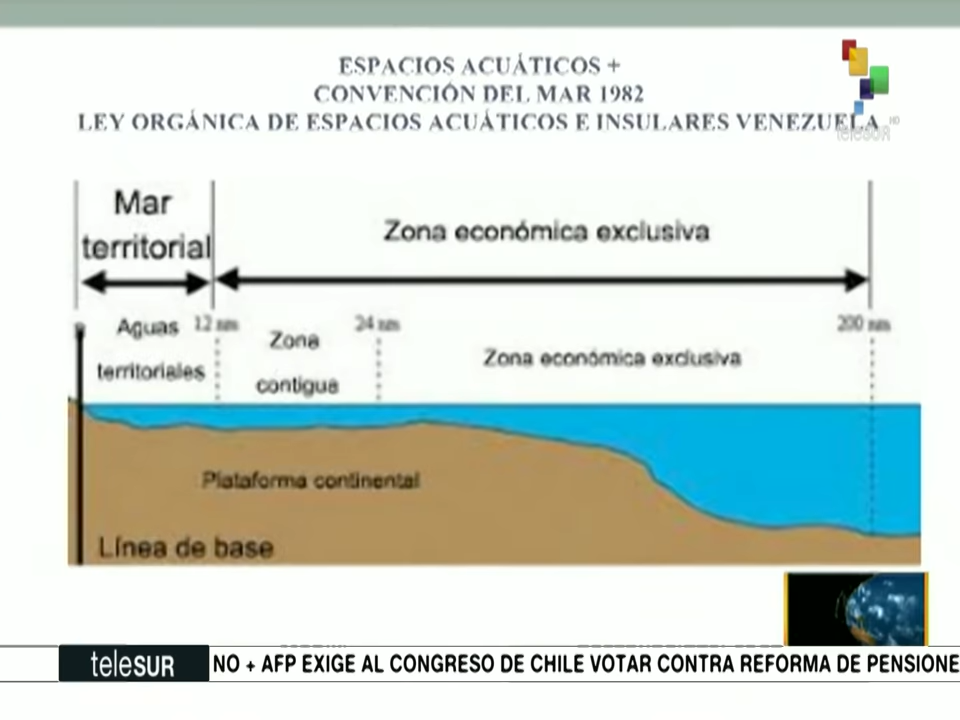 ESPACIOS ACUÁTICOS +
CONVENCIÓN DEL MAR 1982
LEY ORGÁNICA DE ESPACIOS ACUÁTICOS E INSULARES VENEZUELA
HD
teleSUR
Mar
territorial
Zona económica exclusiva
Aguas
territoriales
12 nm
Zona
contigua
24 nm
Zona económica exclusiva
200 nm
Plataforma continental
Línea de base
teleSUR
NO + AFP EXIGE AL CONGRESO DE CHILE VOTAR CONTRA REFORMA DE PENSIONE